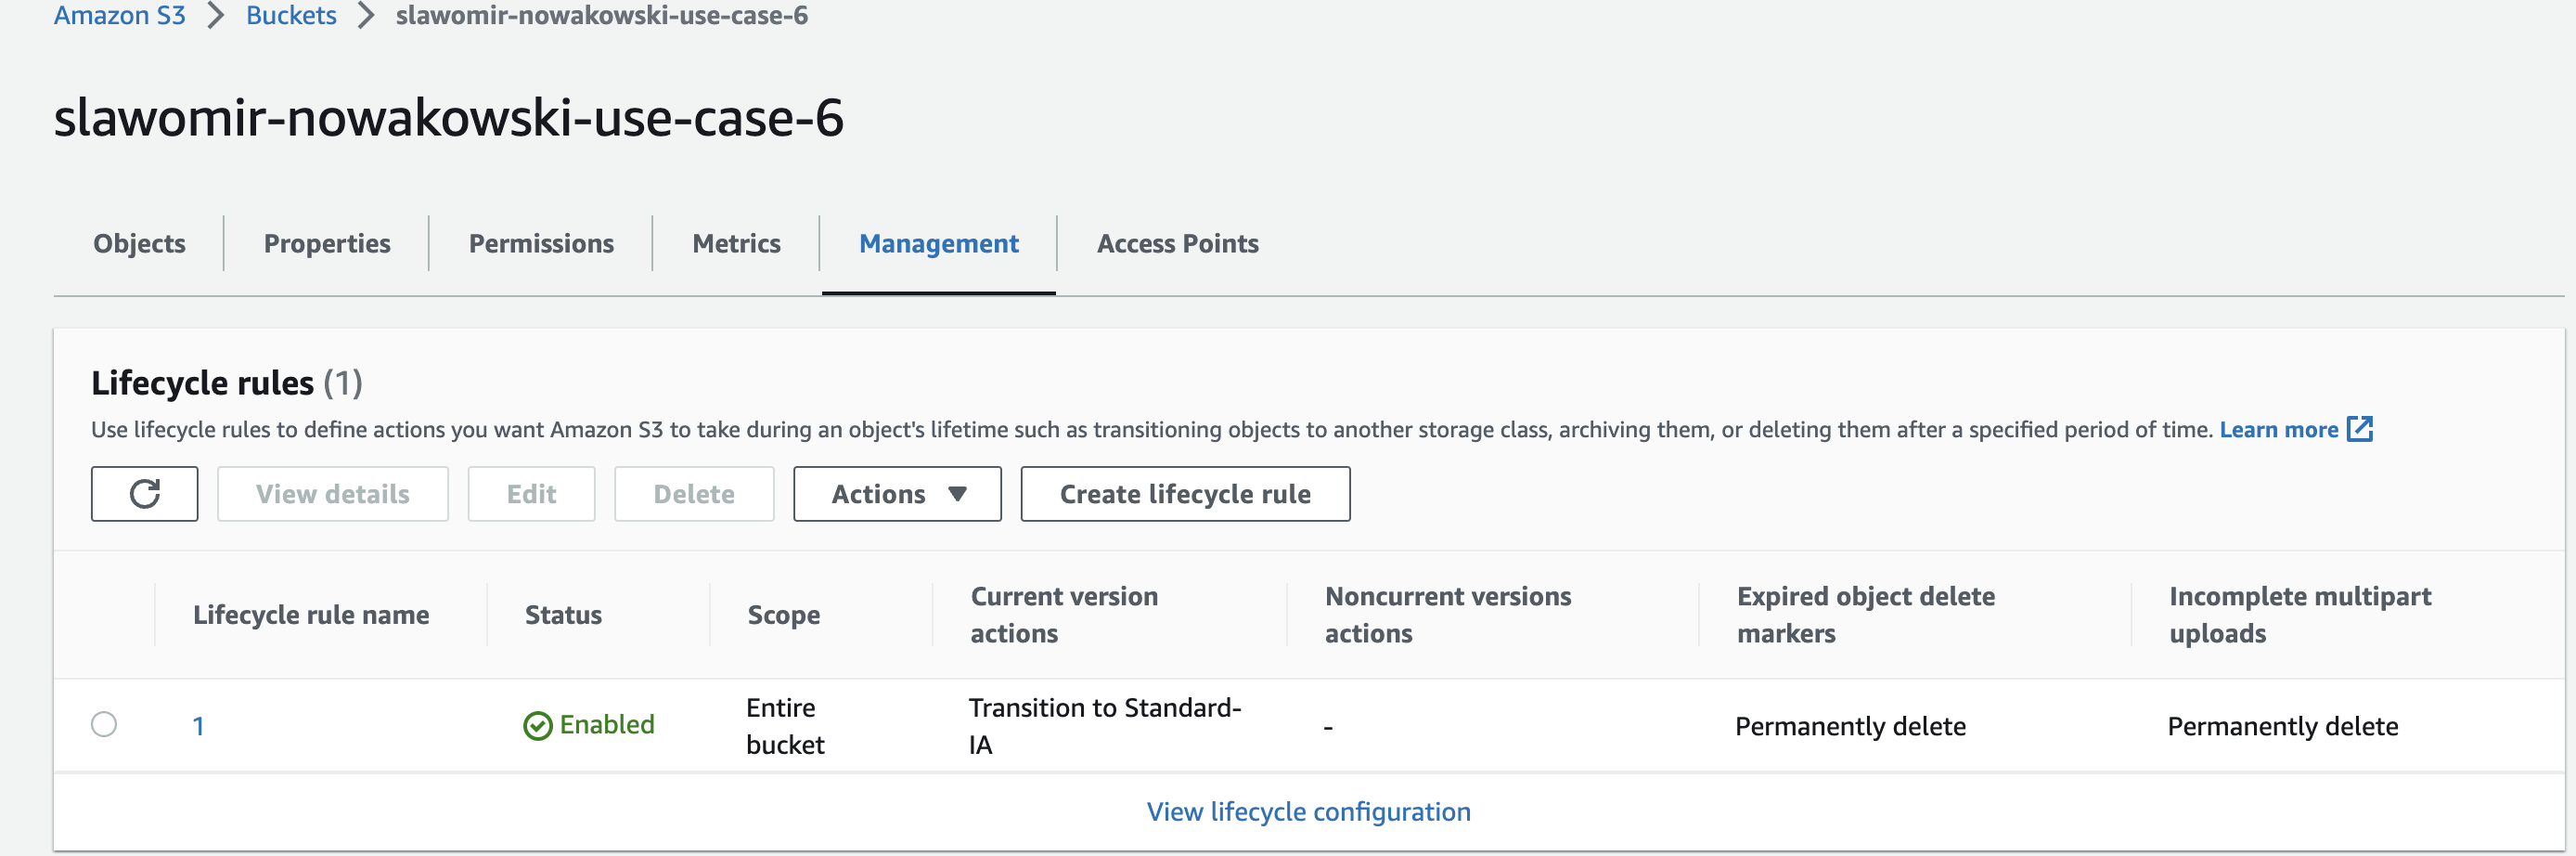 Amazon S3 > Buckets > slawomir-nowakowski-use-case-6
slawomir-nowakowski-use-case-6
Objects Properties Permissions Metrics Management Access Points
Lifecycle rules (1)
Use lifecycle rules to define actions you want Amazon S3 to take during an object's lifetime such as transitioning objects to another storage class, archiving them, or deleting them after a specified period of time. Learn more
View details Edit Delete Actions Create lifecycle rule
Lifecycle rule name
Status
Scope
Current version
actions
Noncurrent versions
actions
Expired object delete
markers
Incomplete multipart
uploads
1
Enabled
Entire
bucket
Transition to Standard-
IA
-
Permanently delete
Permanently delete
View lifecycle configuration